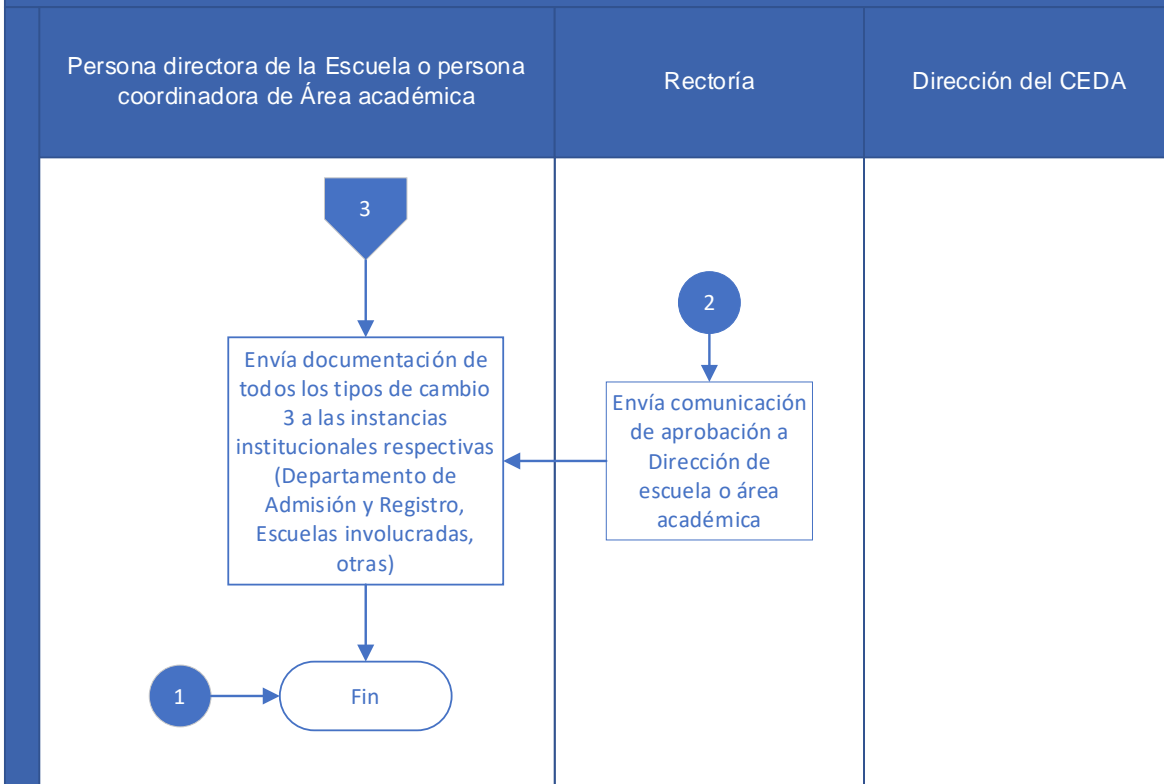 Persona directora de la Escuela o persona
coordinadora de Área académica
Rectoría
Dirección del CEDA
3
2
Envía documentación de
todos los tipos de cambio
3 a las instancias
institucionales respectivas
(Departamento de
Admisión y Registro,
Escuelas involucradas,
otras)
Envía comunicación
de aprobación a
Dirección de
escuela o área
académica
1
Fin